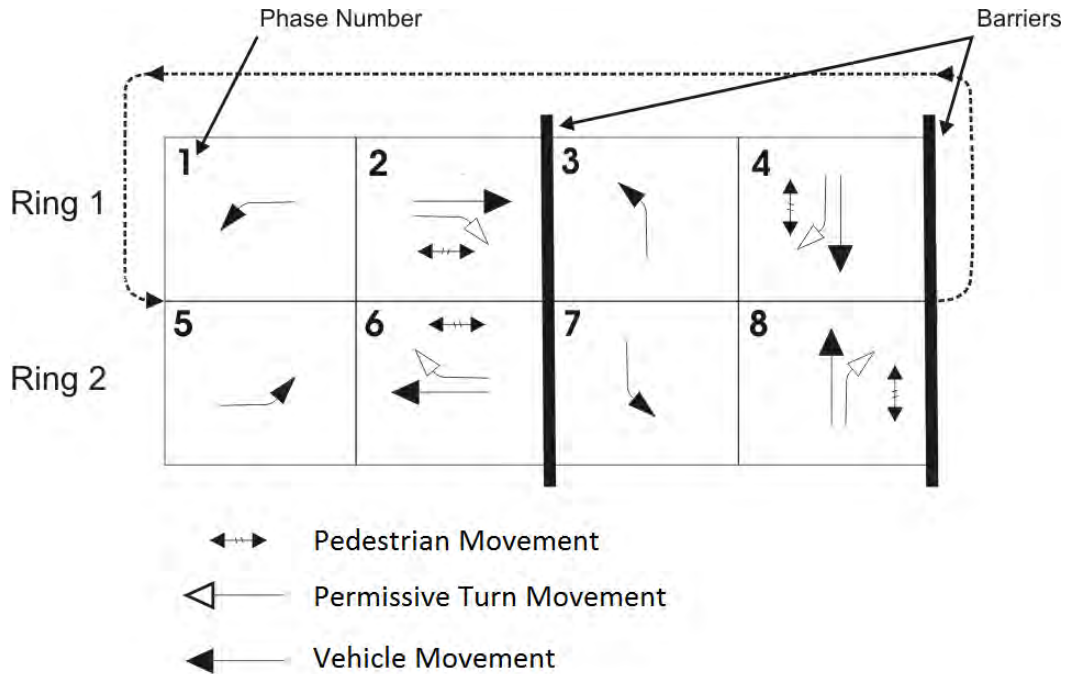 Phase Number
Barriers
Ring 1
1
2
3
4
Ring 2
5
6
7
8
Pedestrian Movement
Permissive Turn Movement
Vehicle Movement